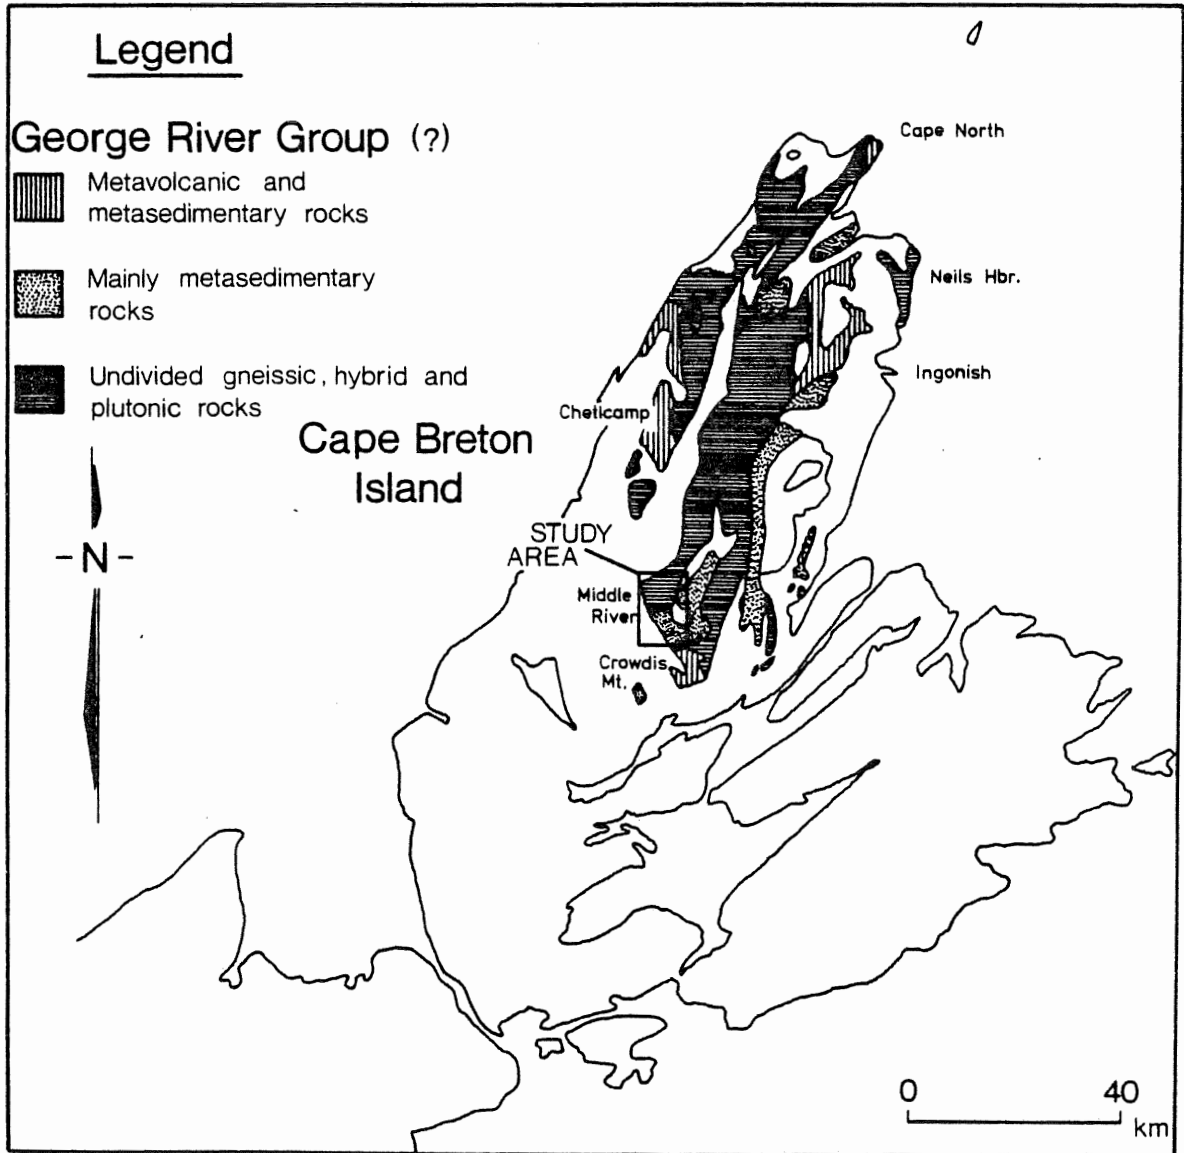 Legend
George River Group (?)
Metavolcanic and
metasedimentary rocks
Mainly metasedimentary
rocks
Undivided gneissic, hybrid and
plutonic rocks
Cape Breton
Island
-N-
Cape North
Neils Hbr.
Ingonish
Cheticamp
STUDY
AREA
Middle
River
Crowdis
Mt.
0 40
km